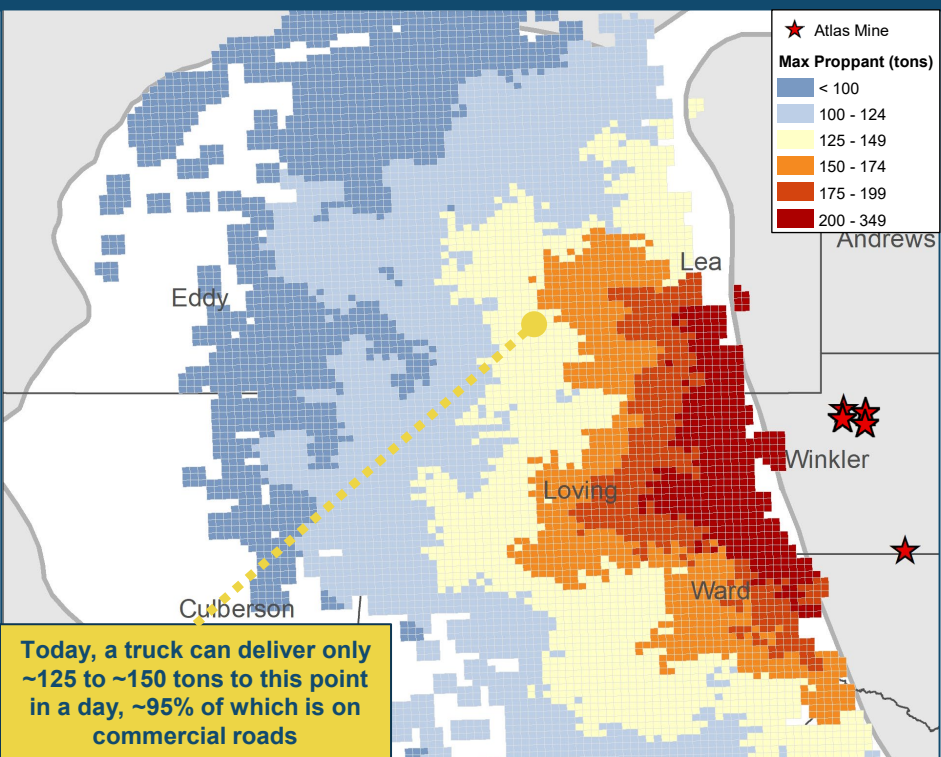 Atlas Mine
Max Proppant (tons)
< 100
100 - 124
125 - 149
150 - 174
175 - 199
200 - 349
Andrews
Lea
Eddy
Winkler
Loving
Ward
Culberson
Today, a truck can deliver only
~125 to ~150 tons to this point
in a day, ~95% of which is on
commercial roads